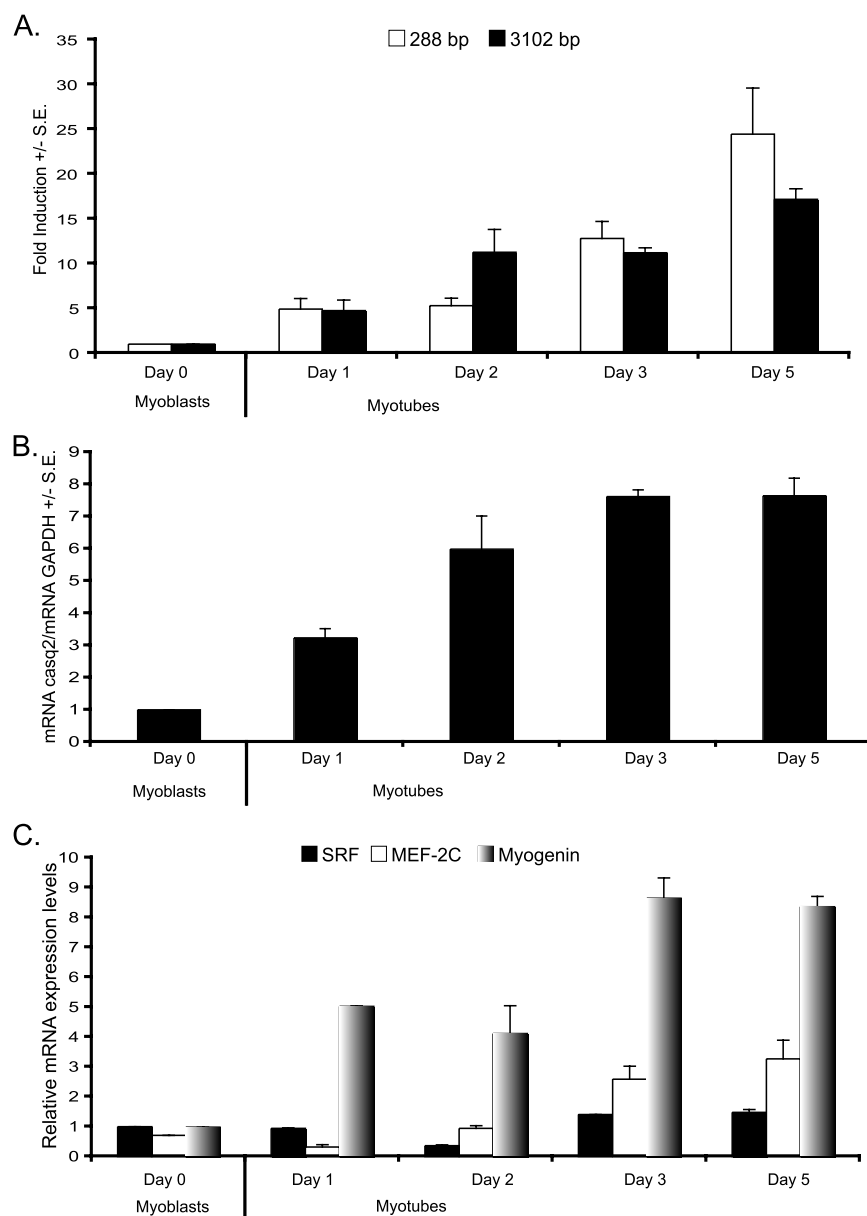 A.
288 bp 3102 bp
Fold Induction +/- S.E.
35
30
25
20
15
10
5
0
Day 0 Day 1 Day 2 Day 3 Day 5
Myoblasts Myotubes
B.
mRNA casq2/mRNA GAPDH +/- S.E.
9
8
7
6
5
4
3
2
1
0
Day 0 Day 1 Day 2 Day 3 Day 5
Myoblasts Myotubes
C.
SRF MEF-2C Myogenin
Relative mRNA expression levels
10
9
8
7
6
5
4
3
2
1
0
Day 0 Day 1 Day 2 Day 3 Day 5
Myoblasts Myotubes